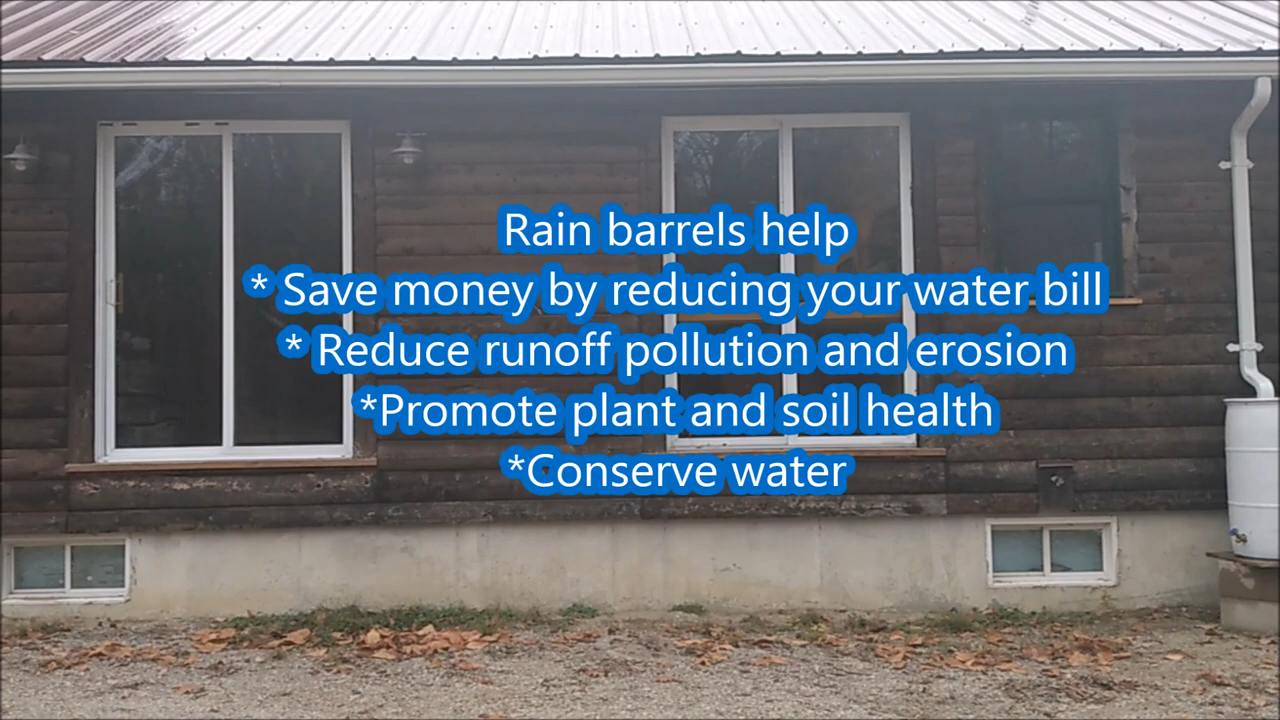 Rain barrels help
* Save money by reducing your water bill
* Reduce runoff pollution and erosion
*Promote plant and soil health
*Conserve water